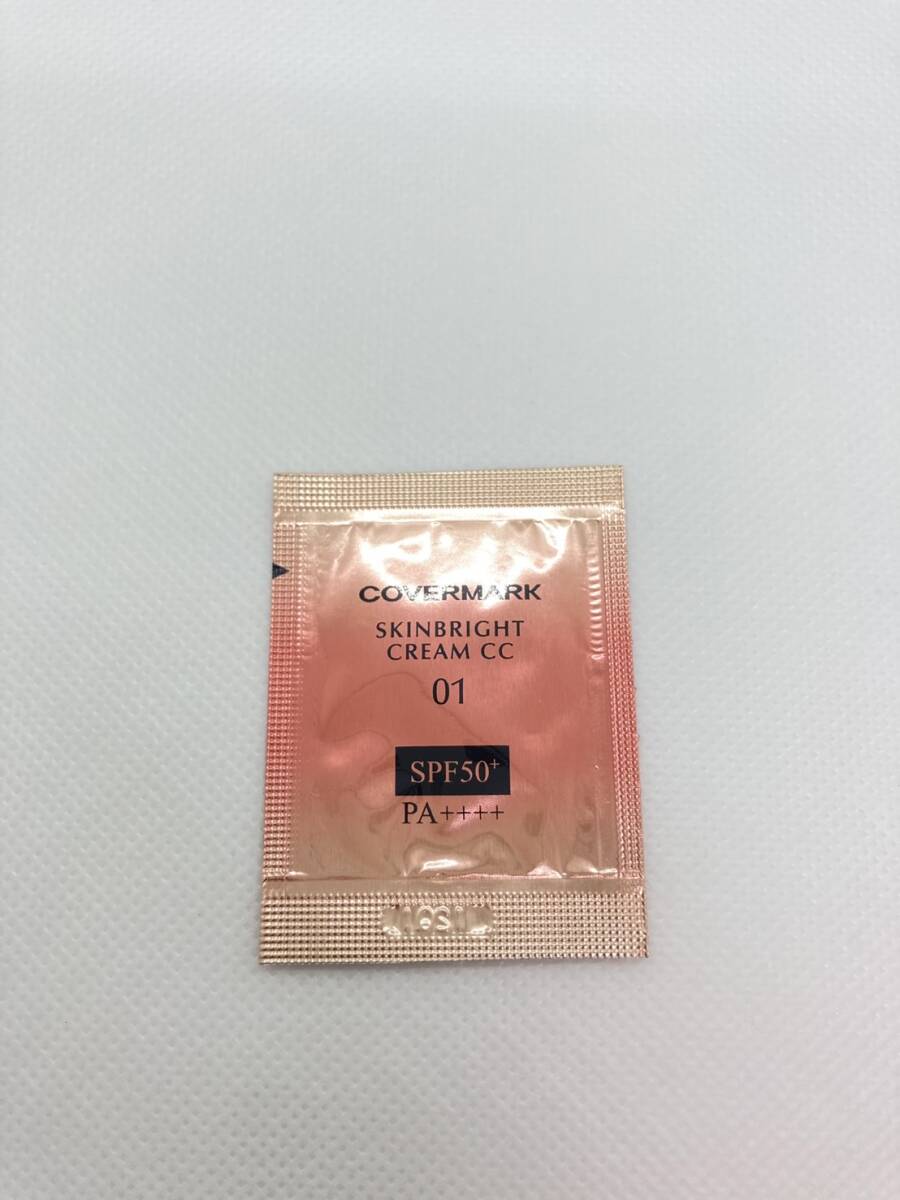 COVERMARK
SKINBRIGHT
CREAM CC
01
SPF50+
PA++++